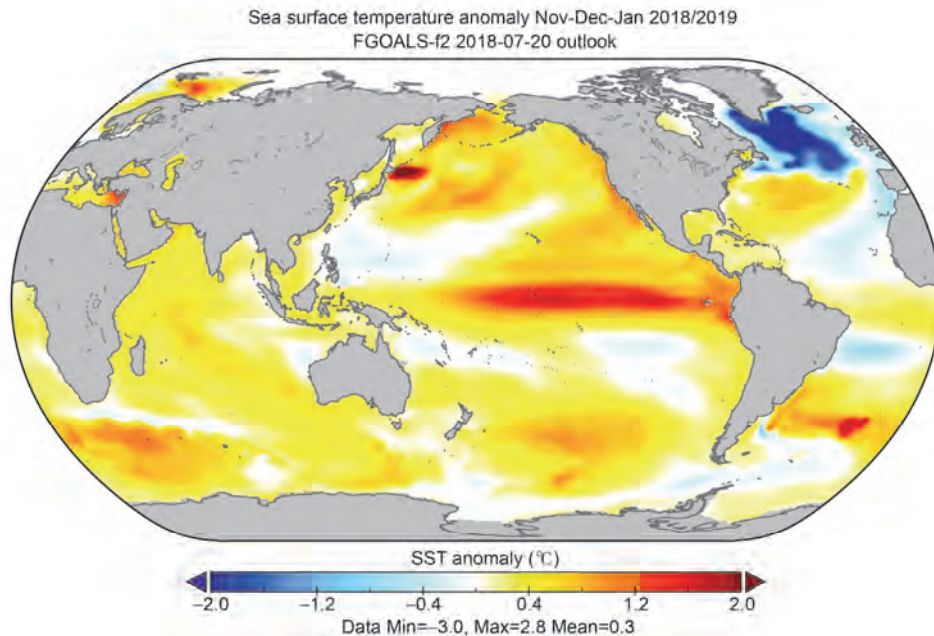 Sea surface temperature anomaly Nov-Dec-Jan 2018/2019
FGOALS-f2 2018-07-20 outlook
SST anomaly (℃)
−2.0 −1.2 −0.4 0.4 1.2 2.0
Data Min=−3.0, Max=2.8 Mean=0.3